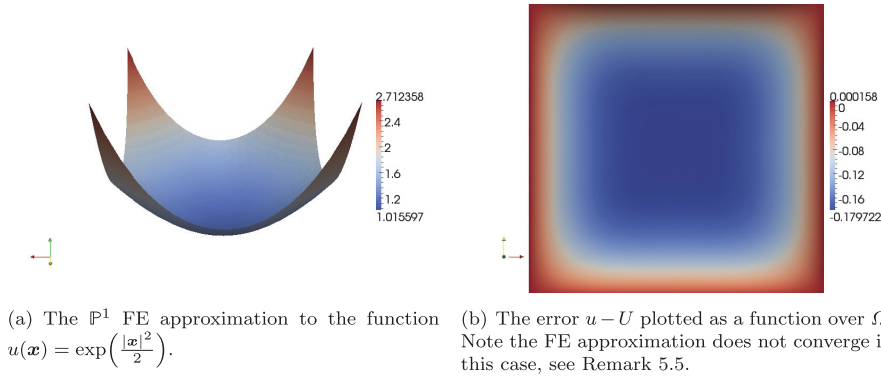 2.712358
2.4
2
1.6
1.2
1.015597
0.000158
0
-0.04
-0.08
-0.12
-0.16
-0.179722
(a) The ℙ¹ FE approximation to the function
u(x) = exp(|x|²/2).
(b) The error u − U plotted as a function over Ω
Note the FE approximation does not converge i
this case, see Remark 5.5.